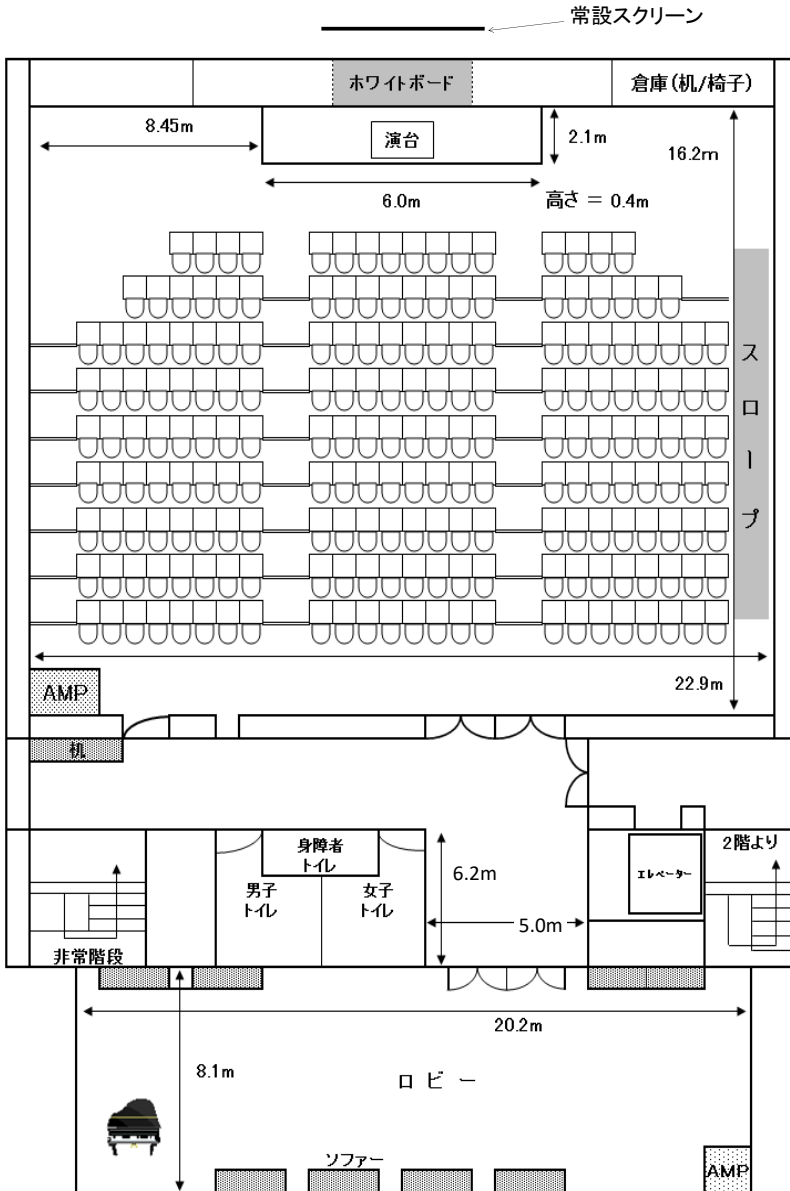 常設スクリーン
ホワイトボード
倉庫(机/椅子)
8.45m
演台
2.1m
16.2m
6.0m
高さ = 0.4m
スロープ
AMP
22.9m
机
身障者
トイレ
男子
トイレ
女子
トイレ
6.2m
5.0m
エレベーター
2階より
非常階段
20.2m
8.1m
ロビー
ソファー
AMP